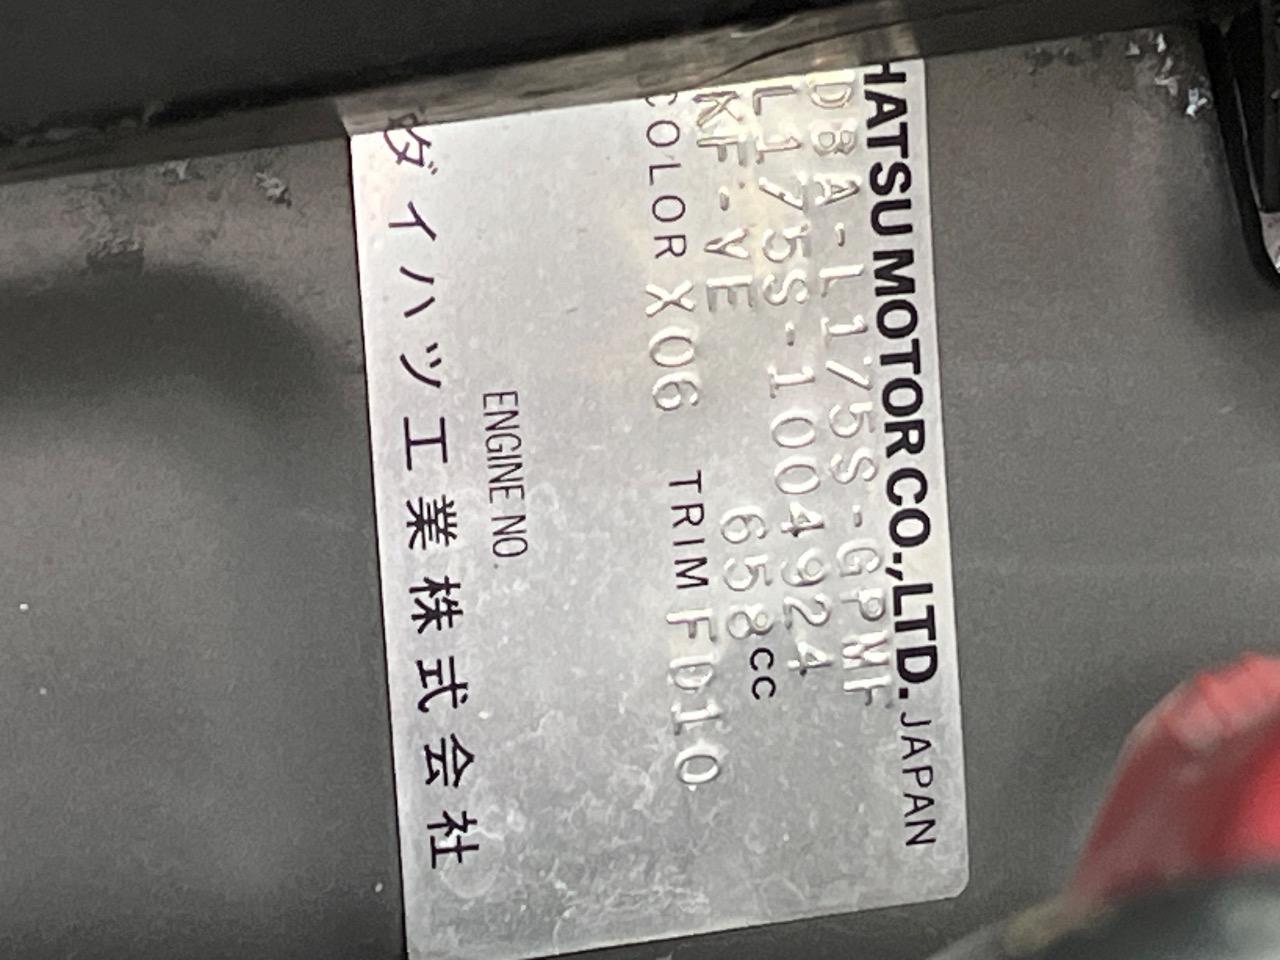 HATSU MOTOR CO., LTD. JAPAN
DBA-L175S-GPMF
L175S-1004924
KF-VE 658cc
COLOR X06 TRIM FD10
ENGINE NO.
ダイハツ工業株式会社